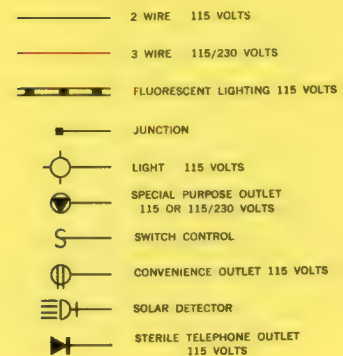 2 WIRE 115 VOLTS
3 WIRE 115/230 VOLTS
FLUORESCENT LIGHTING 115 VOLTS
JUNCTION
LIGHT 115 VOLTS
SPECIAL PURPOSE OUTLET
115 OR 115/230 VOLTS
S SWITCH CONTROL
CONVENIENCE OUTLET 115 VOLTS
SOLAR DETECTOR
STERILE TELEPHONE OUTLET
115 VOLTS